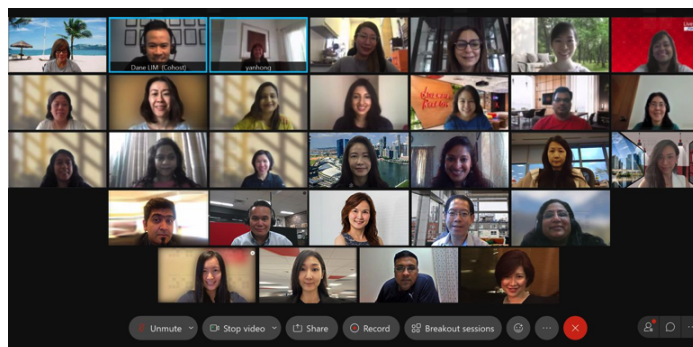 Dane LIM (Cohost)
yanhong
Unmute
Stop video
Share
Record
Breakout sessions